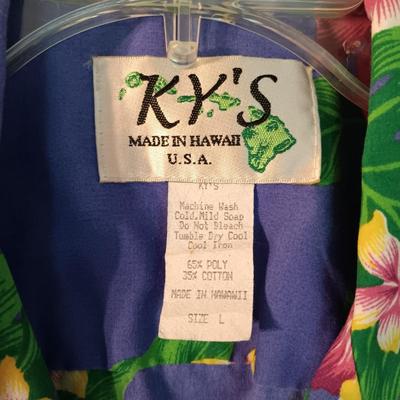 KY'S
MADE IN HAWAII
U.S.A.
KY'S
Machine Wash
Cold, Mild Soap
Do Not Bleach
Tumble Dry Cool
Cool Iron
65% POLY
35% COTTON
MADE IN HAWAII
SIZE L